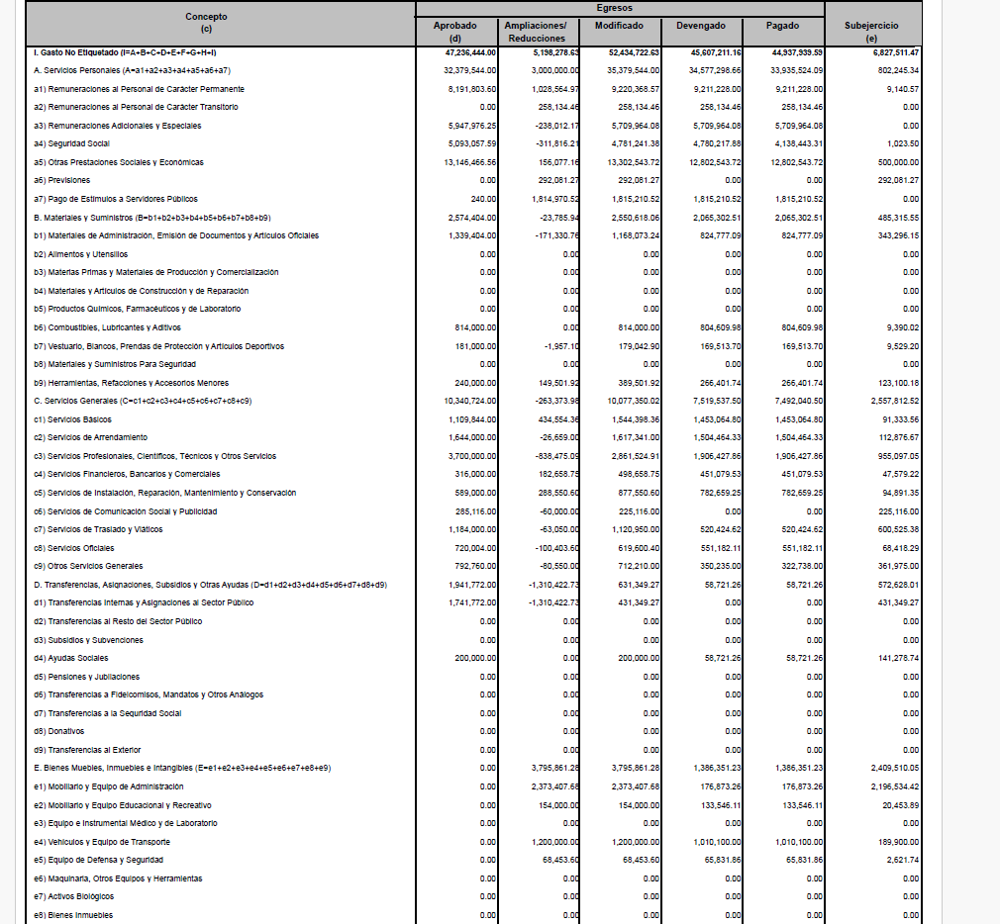 Egresos
Concepto
(c)
Aprobado
(d)
Ampliaciones/
Reducciones
Modificado
Devengado
Pagado
Subejercicio
(e)
I. Gasto No Etiquetado (I=A+B+C+D+E+F+G+H+I) 47,236,444.00 5,198,278.63 52,434,722.63 45,607,211.16 44,937,939.59 6,827,511.47
A. Servicios Personales (A=a1+a2+a3+a4+a5+a6+a7) 32,379,544.00 3,000,000.00 35,379,544.00 34,577,298.66 33,935,524.09 802,245.34
a1) Remuneraciones al Personal de Carácter Permanente 8,191,803.60 1,028,564.97 9,220,368.57 9,211,228.00 9,211,228.00 9,140.57
a2) Remuneraciones al Personal de Carácter Transitorio 0.00 258,134.46 258,134.46 258,134.46 258,134.46 0.00
a3) Remuneraciones Adicionales y Especiales 5,947,976.25 -238,012.17 5,709,964.08 5,709,964.08 5,709,964.08 0.00
a4) Seguridad Social 5,093,057.59 -311,816.21 4,781,241.38 4,780,217.88 4,138,443.31 1,023.50
a5) Otras Prestaciones Sociales y Económicas 13,146,466.56 156,077.16 13,302,543.72 12,802,543.72 12,802,543.72 500,000.00
a6) Previsiones 0.00 292,081.27 292,081.27 0.00 0.00 292,081.27
a7) Pago de Estímulos a Servidores Públicos 240.00 1,814,970.52 1,815,210.52 1,815,210.52 1,815,210.52 0.00
B. Materiales y Suministros (B=b1+b2+b3+b4+b5+b6+b7+b8+b9) 2,574,404.00 -23,785.94 2,550,618.06 2,065,302.51 2,065,302.51 485,315.55
b1) Materiales de Administración, Emisión de Documentos y Artículos Oficiales 1,339,404.00 -171,330.76 1,168,073.24 824,777.09 824,777.09 343,296.15
b2) Alimentos y Utensilios 0.00 0.00 0.00 0.00 0.00 0.00
b3) Materias Primas y Materiales de Producción y Comercialización 0.00 0.00 0.00 0.00 0.00 0.00
b4) Materiales y Artículos de Construcción y de Reparación 0.00 0.00 0.00 0.00 0.00 0.00
b5) Productos Químicos, Farmacéuticos y de Laboratorio 0.00 0.00 0.00 0.00 0.00 0.00
b6) Combustibles, Lubricantes y Aditivos 814,000.00 0.00 814,000.00 804,609.98 804,609.98 9,390.02
b7) Vestuario, Blancos, Prendas de Protección y Artículos Deportivos 181,000.00 -1,957.10 179,042.90 169,513.70 169,513.70 9,529.20
b8) Materiales y Suministros Para Seguridad 0.00 0.00 0.00 0.00 0.00 0.00
b9) Herramientas, Refacciones y Accesorios Menores 240,000.00 149,501.92 389,501.92 266,401.74 266,401.74 123,100.18
C. Servicios Generales (C=c1+c2+c3+c4+c5+c6+c7+c8+c9) 10,340,724.00 -263,373.98 10,077,350.02 7,519,537.50 7,492,040.50 2,557,812.52
c1) Servicios Básicos 1,109,844.00 434,554.36 1,544,398.36 1,453,064.80 1,453,064.80 91,333.56
c2) Servicios de Arrendamiento 1,644,000.00 -26,659.00 1,617,341.00 1,504,464.33 1,504,464.33 112,876.67
c3) Servicios Profesionales, Científicos, Técnicos y Otros Servicios 3,700,000.00 -838,475.09 2,861,524.91 1,906,427.86 1,906,427.86 955,097.05
c4) Servicios Financieros, Bancarios y Comerciales 316,000.00 182,658.75 498,658.75 451,079.53 451,079.53 47,579.22
c5) Servicios de Instalación, Reparación, Mantenimiento y Conservación 589,000.00 288,550.60 877,550.60 782,659.25 782,659.25 94,891.35
c6) Servicios de Comunicación Social y Publicidad 285,116.00 -60,000.00 225,116.00 0.00 0.00 225,116.00
c7) Servicios de Traslado y Viáticos 1,184,000.00 -63,050.00 1,120,950.00 520,424.62 520,424.62 600,525.38
c8) Servicios Oficiales 720,004.00 -100,403.60 619,600.40 551,182.11 551,182.11 68,418.29
c9) Otros Servicios Generales 792,760.00 -80,550.00 712,210.00 350,235.00 322,738.00 361,975.00
D. Transferencias, Asignaciones, Subsidios y Otras Ayudas (D=d1+d2+d3+d4+d5+d6+d7+d8+d9) 1,941,772.00 -1,310,422.73 631,349.27 58,721.26 58,721.26 572,628.01
d1) Transferencias Internas y Asignaciones al Sector Público 1,741,772.00 -1,310,422.73 431,349.27 0.00 0.00 431,349.27
d2) Transferencias al Resto del Sector Público 0.00 0.00 0.00 0.00 0.00 0.00
d3) Subsidios y Subvenciones 0.00 0.00 0.00 0.00 0.00 0.00
d4) Ayudas Sociales 200,000.00 0.00 200,000.00 58,721.26 58,721.26 141,278.74
d5) Pensiones y Jubilaciones 0.00 0.00 0.00 0.00 0.00 0.00
d6) Transferencias a Fideicomisos, Mandatos y Otros Análogos 0.00 0.00 0.00 0.00 0.00 0.00
d7) Transferencias a la Seguridad Social 0.00 0.00 0.00 0.00 0.00 0.00
d8) Donativos 0.00 0.00 0.00 0.00 0.00 0.00
d9) Transferencias al Exterior 0.00 0.00 0.00 0.00 0.00 0.00
E. Bienes Muebles, Inmuebles e Intangibles (E=e1+e2+e3+e4+e5+e6+e7+e8+e9) 0.00 3,795,861.28 3,795,861.28 1,386,351.23 1,386,351.23 2,409,510.05
e1) Mobiliario y Equipo de Administración 0.00 2,373,407.68 2,373,407.68 176,873.26 176,873.26 2,196,534.42
e2) Mobiliario y Equipo Educacional y Recreativo 0.00 154,000.00 154,000.00 133,546.11 133,546.11 20,453.89
e3) Equipo e Instrumental Médico y de Laboratorio 0.00 0.00 0.00 0.00 0.00 0.00
e4) Vehículos y Equipo de Transporte 0.00 1,200,000.00 1,200,000.00 1,010,100.00 1,010,100.00 189,900.00
e5) Equipo de Defensa y Seguridad 0.00 68,453.60 68,453.60 65,831.86 65,831.86 2,621.74
e6) Maquinaria, Otros Equipos y Herramientas 0.00 0.00 0.00 0.00 0.00 0.00
e7) Activos Biológicos 0.00 0.00 0.00 0.00 0.00 0.00
e8) Bienes Inmuebles 0.00 0.00 0.00 0.00 0.00 0.00